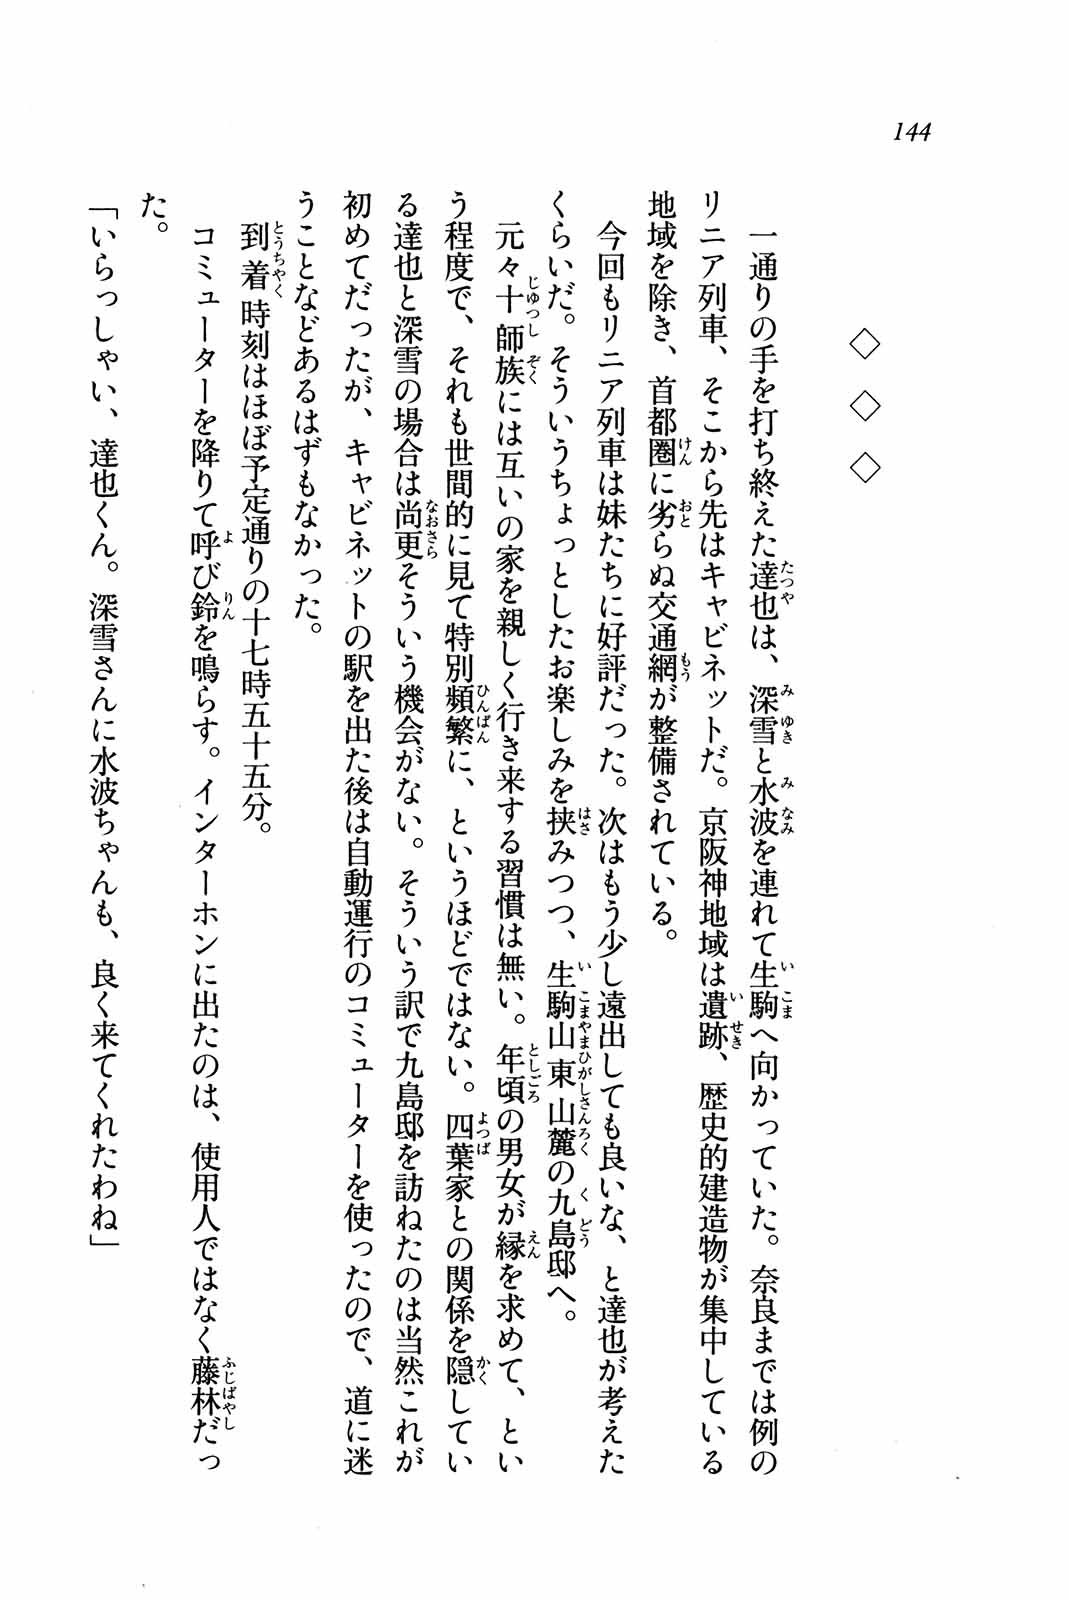 144
◇ ◇ ◇
一通りの手を打ち終えた達也は、深雪と水波を連れて生駒へ向かっていた。奈良までは例の
リニア列車、そこから先はキャビネットだ。京阪神地域は遺跡、歴史的建造物が集中している
地域を除き、首都圏に劣らぬ交通網が整備されている。
今回もリニア列車は妹たちに好評だった。次はもう少し遠出しても良いな、と達也が考えた
くらいだ。そういうちょっとしたお楽しみを挟みつつ、生駒山東山麓の九島邸へ。
元々十師族には互いの家を親しく行き来する習慣は無い。年頃の男女が縁を求めて、とい
う程度で、それも世間的に見て特別頻繁に、というほどではない。四葉家との関係を隠してい
る達也と深雪の場合は尚更そういう機会がない。そういう訳で九島邸を訪ねたのは当然これが
初めてだったが、キャビネットの駅を出た後は自動運行のコミューターを使ったので、道に迷
うことなどあるはずもなかった。
到着時刻はほぼ予定通りの十七時五十五分。
コミューターを降りて呼び鈴を鳴らす。インターホンに出たのは、使用人ではなく藤林だっ
た。
「いらっしゃい、達也くん。深雪さんに水波ちゃんも、良く来てくれたわね」